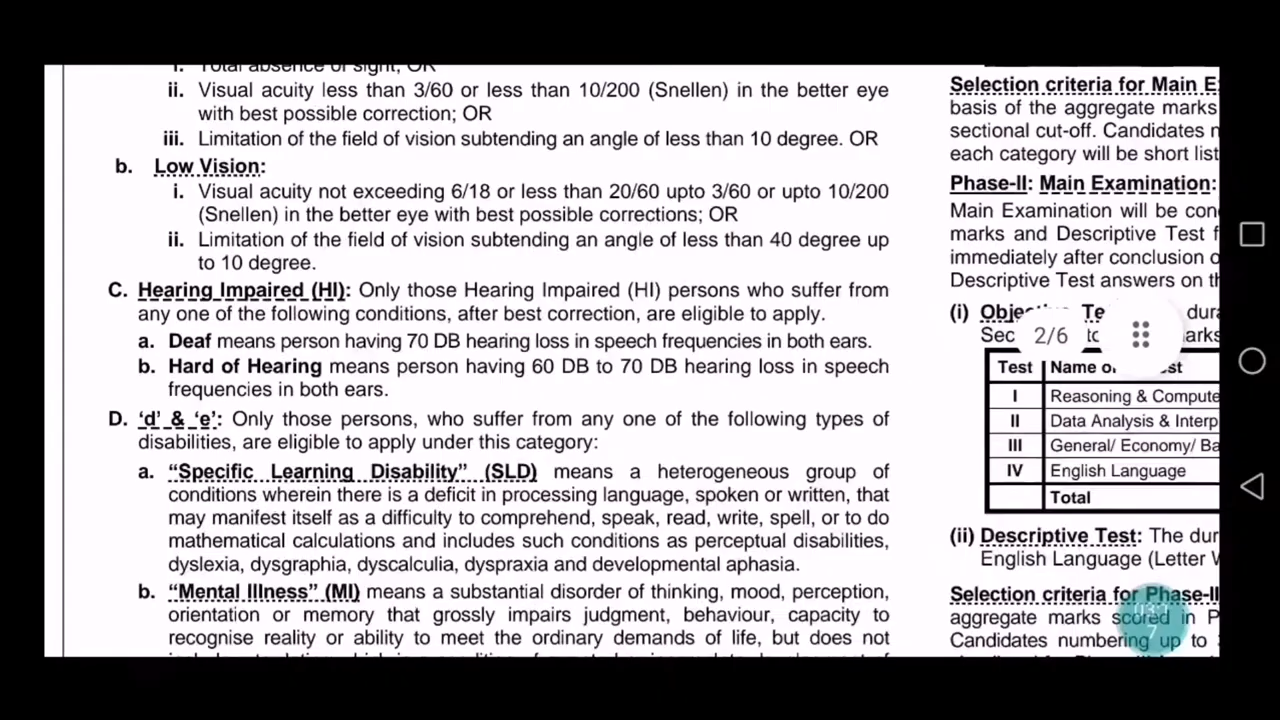 i. Total absence of sight; OR
ii. Visual acuity less than 3/60 or less than 10/200 (Snellen) in the better eye
with best possible correction; OR
iii. Limitation of the field of vision subtending an angle of less than 10 degree. OR
b. Low Vision:
i. Visual acuity not exceeding 6/18 or less than 20/60 upto 3/60 or upto 10/200
(Snellen) in the better eye with best possible corrections; OR
ii. Limitation of the field of vision subtending an angle of less than 40 degree up
to 10 degree.
C. Hearing Impaired (HI): Only those Hearing Impaired (HI) persons who suffer from
any one of the following conditions, after best correction, are eligible to apply.
a. Deaf means person having 70 DB hearing loss in speech frequencies in both ears.
b. Hard of Hearing means person having 60 DB to 70 DB hearing loss in speech
frequencies in both ears.
D. ‘d’ & ‘e’: Only those persons, who suffer from any one of the following types of
disabilities, are eligible to apply under this category:
a. “Specific Learning Disability” (SLD) means a heterogeneous group of
conditions wherein there is a deficit in processing language, spoken or written, that
may manifest itself as a difficulty to comprehend, speak, read, write, spell, or to do
mathematical calculations and includes such conditions as perceptual disabilities,
dyslexia, dysgraphia, dyscalculia, dyspraxia and developmental aphasia.
b. “Mental Illness” (MI) means a substantial disorder of thinking, mood, perception,
orientation or memory that grossly impairs judgment, behaviour, capacity to
recognise reality or ability to meet the ordinary demands of life, but does not
Selection criteria for Main E
basis of the aggregate marks
sectional cut-off. Candidates n
each category will be short list
Phase-II: Main Examination:
Main Examination will be con
marks and Descriptive Test f
immediately after conclusion o
Descriptive Test answers on th
(i) Objective Te dura
Sec to arks
2/6
Test Name o st
I Reasoning & Compute
II Data Analysis & Interp
III General/ Economy/ Ba
IV English Language
Total
(ii) Descriptive Test: The dur
English Language (Letter W
Selection criteria for Phase-II
aggregate marks scored in P
Candidates numbering up to